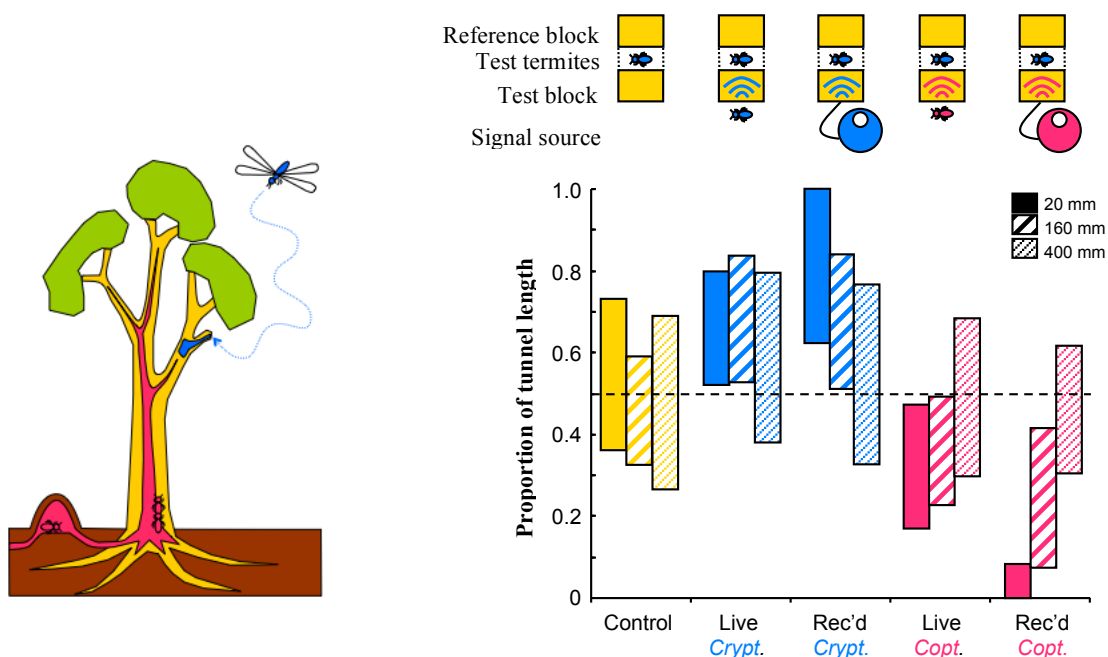 Reference block
Test termites
Test block
Signal source
1.0
0.8
0.6
0.4
0.2
0
Proportion of tunnel length
20 mm
160 mm
400 mm
Control
Live
Crypt.
Rec'd
Crypt.
Live
Copt.
Rec'd
Copt.